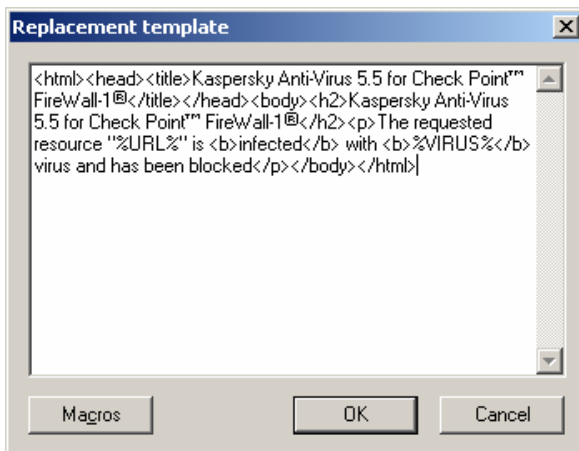 Replacement template
<html><head><title>Kaspersky Anti-Virus 5.5 for Check Point™
FireWall-1®</title></head><body><h2>Kaspersky Anti-Virus
5.5 for Check Point™ FireWall-1®</h2><p>The requested
resource "%URL%" is <b>infected</b> with <b>%VIRUS%</b>
virus and has been blocked</p></body></html>
Macros
OK
Cancel